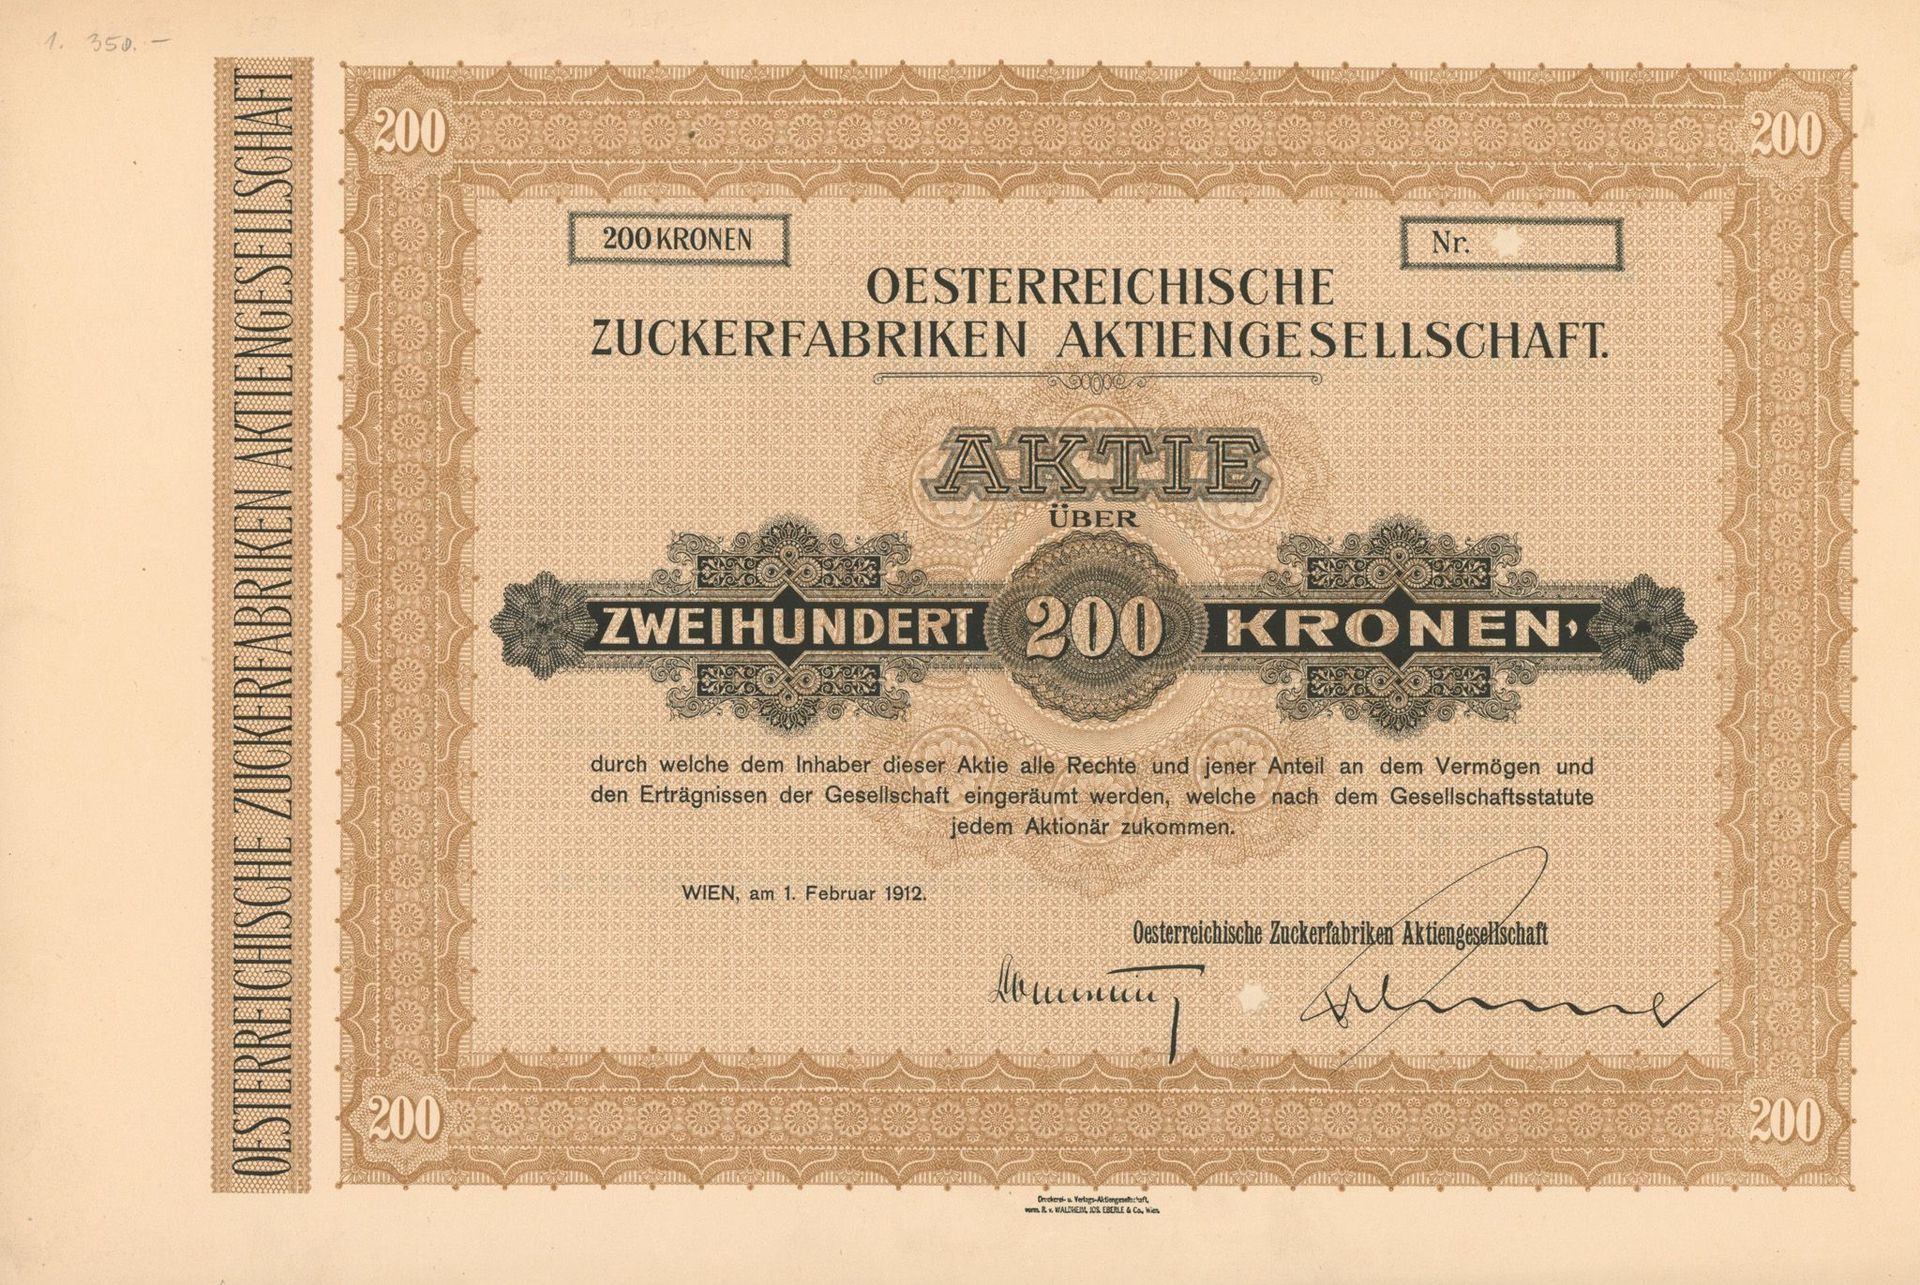 1. 350.–
OESTERREICHISCHE ZUCKERFABRIKEN AKTIENGESELLSCHAFT
200
200
200 KRONEN
Nr.
OESTERREICHISCHE
ZUCKERFABRIKEN AKTIENGESELLSCHAFT.
AKTIE
ÜBER
ZWEIHUNDERT 200 KRONEN,
durch welche dem Inhaber dieser Aktie alle Rechte und jener Anteil an dem Vermögen und
den Erträgnissen der Gesellschaft eingeräumt werden, welche nach dem Gesellschaftsstatute
jedem Aktionär zukommen.
WIEN, am 1. Februar 1912.
Oesterreichische Zuckerfabriken Aktiengesellschaft
200
200
Druckerei- u. Verlags-Aktiengesellschaft,
vorm. R. v. WALDHEIM, JOS. EBERLE & Co., Wien.